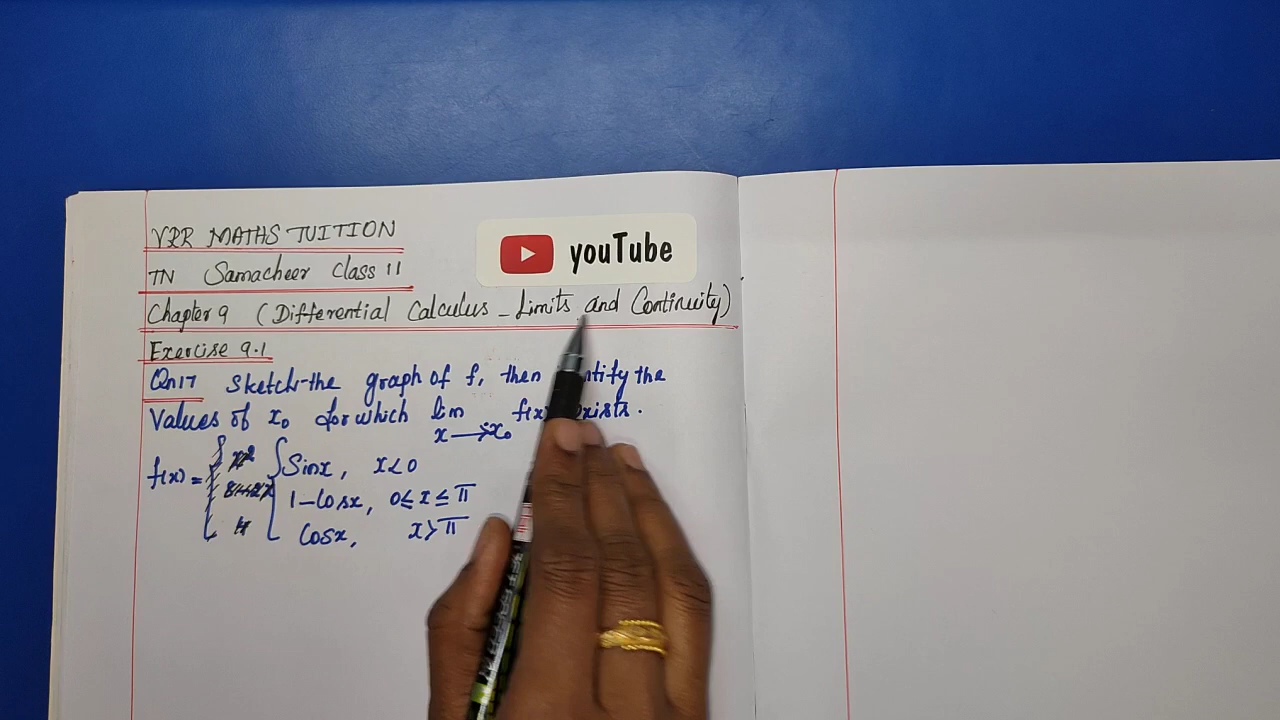 VRR MATHS TUITION
youTube
TN Samacheer Class 11
Chapter 9 (Differential Calculus - Limits and Continuity)
Exercise 9.1
Qn 17 Sketch the graph of f, then ntify the
Values of x₀ for which lim f(x) exists.
x → x₀
f(x) = { Sinx, x < 0
1 - Cosx, 0 ≤ x ≤ π
Cosx, x > π